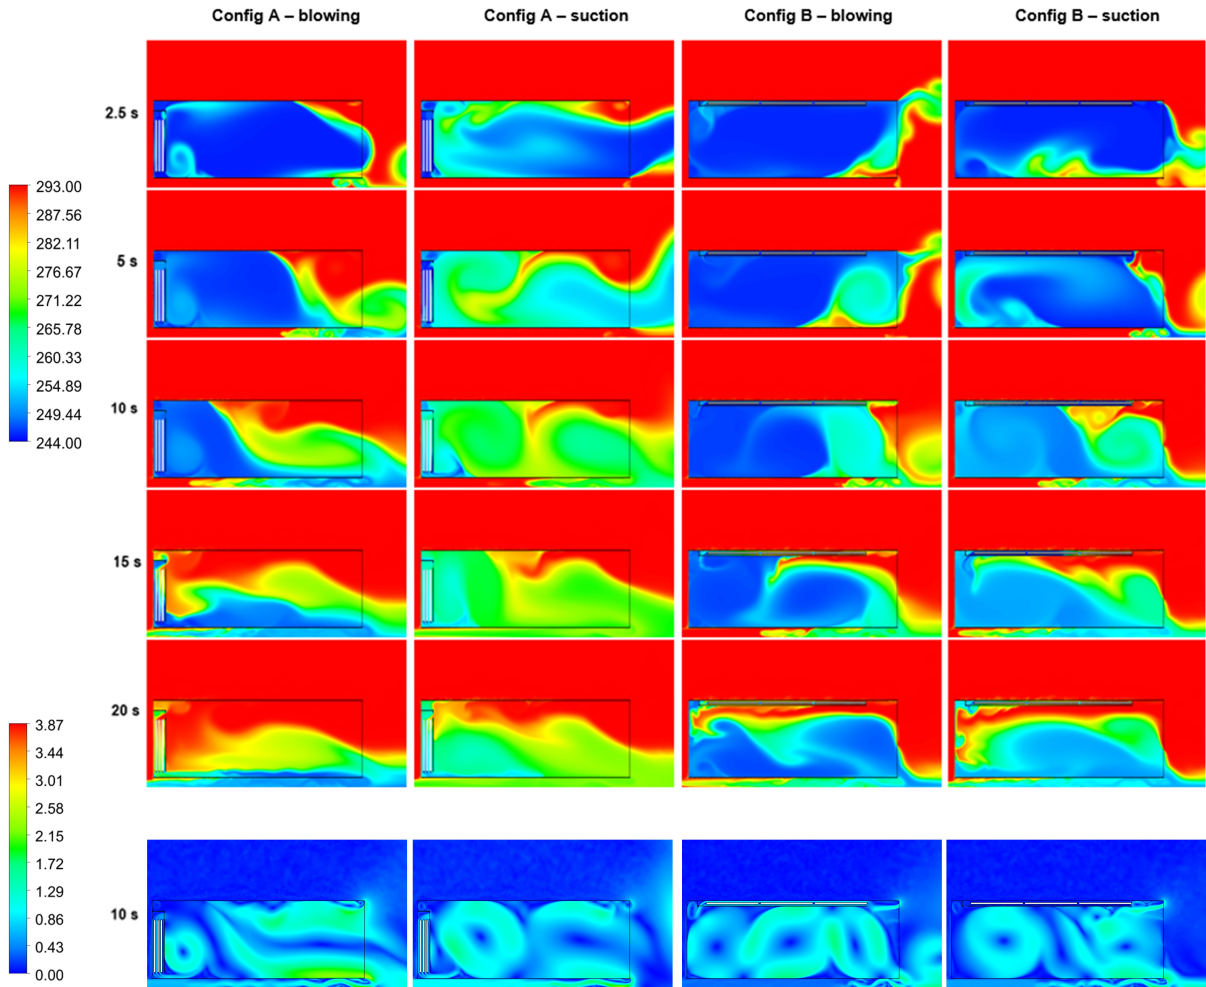 Config A – blowing
Config A – suction
Config B – blowing
Config B – suction
2.5 s
5 s
10 s
15 s
20 s
10 s
293.00
287.56
282.11
276.67
271.22
265.78
260.33
254.89
249.44
244.00
3.87
3.44
3.01
2.58
2.15
1.72
1.29
0.86
0.43
0.00